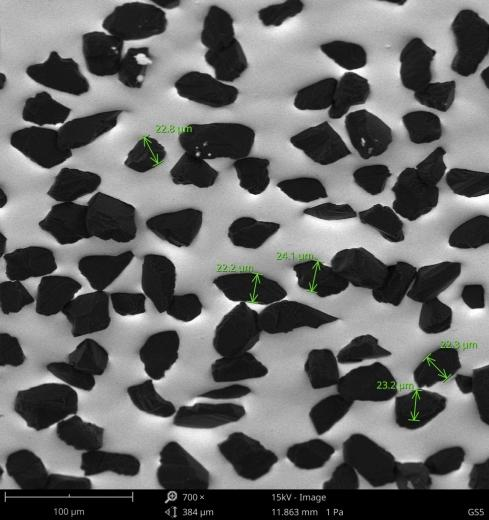 22.8 µm
24.1 µm
22.2 µm
22.3 µm
23.2 µm
700 × 15kV - Image
100 µm 384 µm 11.863 mm 1 Pa GS5